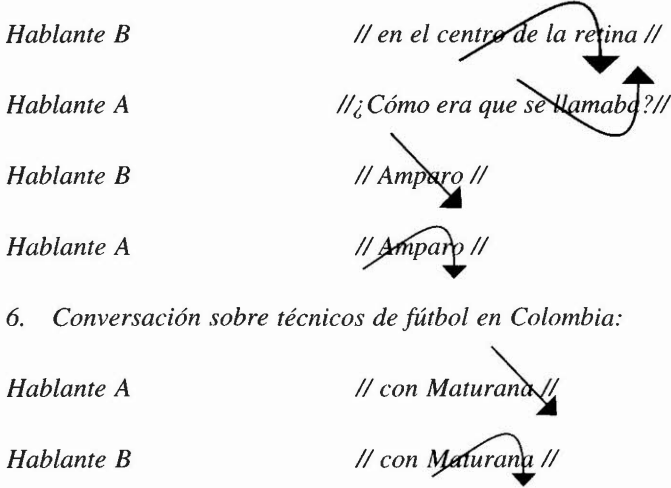 Hablante B // en el centro de la retina //
Hablante A //¿Cómo era que se llamaba?//
Hablante B // Amparo //
Hablante A // Amparo //
6. Conversación sobre técnicos de fútbol en Colombia:
Hablante A // con Maturana //
Hablante B // con Maturana //